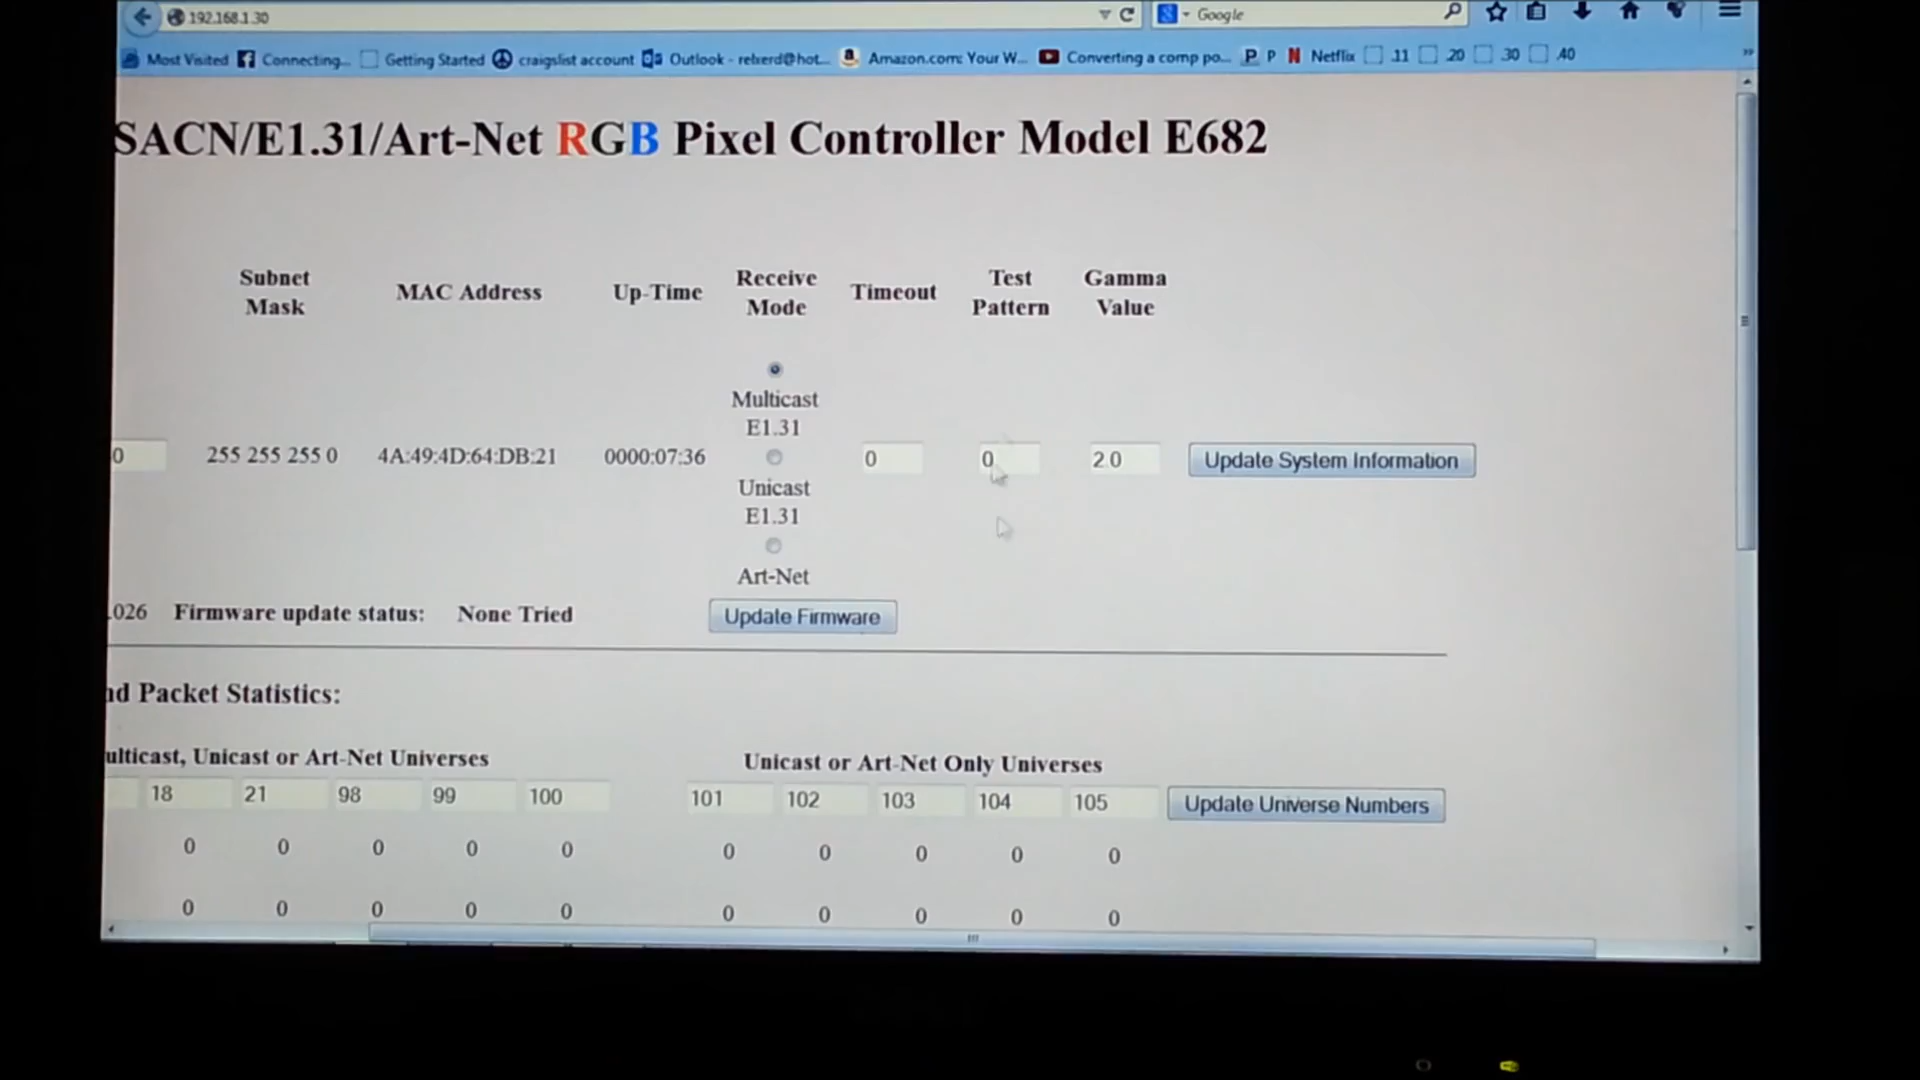 192.168.1.30
Google
Most Visited Connecting... Getting Started craigslist account Outlook - relxerd@hot... Amazon.com: Your W... Converting a comp po... P Netflix .11 .20 .30 .40
SACN/E1.31/Art-Net RGB Pixel Controller Model E682
Subnet Mask
MAC Address
Up-Time
Receive Mode
Timeout
Test Pattern
Gamma Value
Multicast E1.31
0
255 255 255 0
4A:49:4D:64:DB:21
0000:07:36
0
0
2.0
Update System Information
Unicast E1.31
Art-Net
.026 Firmware update status: None Tried Update Firmware
nd Packet Statistics:
ulticast, Unicast or Art-Net Universes Unicast or Art-Net Only Universes
18 21 98 99 100 101 102 103 104 105 Update Universe Numbers
0 0 0 0 0 0 0 0 0 0
0 0 0 0 0 0 0 0 0 0